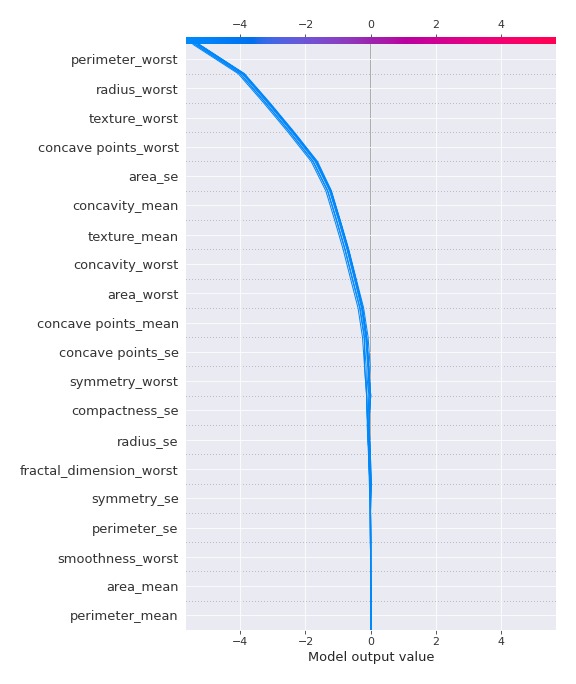 −4 −2 0 2 4
perimeter_worst
radius_worst
texture_worst
concave points_worst
area_se
concavity_mean
texture_mean
concavity_worst
area_worst
concave points_mean
concave points_se
symmetry_worst
compactness_se
radius_se
fractal_dimension_worst
symmetry_se
perimeter_se
smoothness_worst
area_mean
perimeter_mean
−4 −2 0 2 4
Model output value